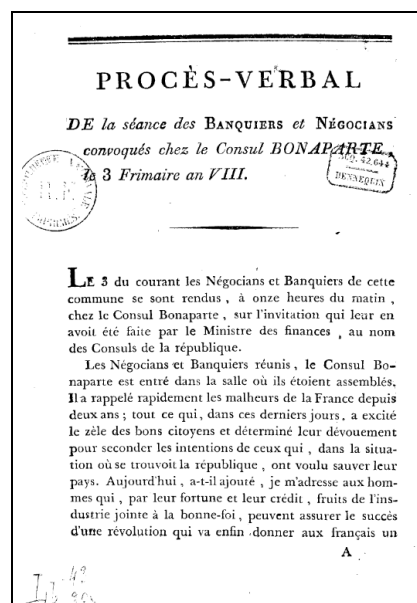 PROCÈS-VERBAL
DE la séance des BANQUIERS et NÉGOCIANS
convoqués chez le Consul BONAPARTE,
le 3 Frimaire an VIII.
ACQ. 42,644
DENNEQUIN
LE 3 du courant les Négocians et Banquiers de cette
commune se sont rendus , à onze heures du matin ,
chez le Consul Bonaparte , sur l'invitation qui leur en
avoit été faite par le Ministre des finances , au nom
des Consuls de la république.
Les Négocians et Banquiers réunis , le Consul Bo-
naparte est entré dans la salle où ils étoient assemblés.
Il a rappelé rapidement les malheurs de la France depuis
deux ans ; tout ce qui, dans ces derniers jours, a excité
le zèle des bons citoyens et déterminé leur dévouement
pour seconder les intentions de ceux qui , dans la situa-
tion où se trouvoit la république , ont voulu sauver leur
pays. Aujourd'hui , a-t-il ajouté , je m'adresse aux hom-
mes qui , par leur fortune et leur crédit , fruits de l'ins-
dustrie jointe à la bonne-foi , peuvent assurer le succès
d'une révolution qui va enfin donner aux français un
A